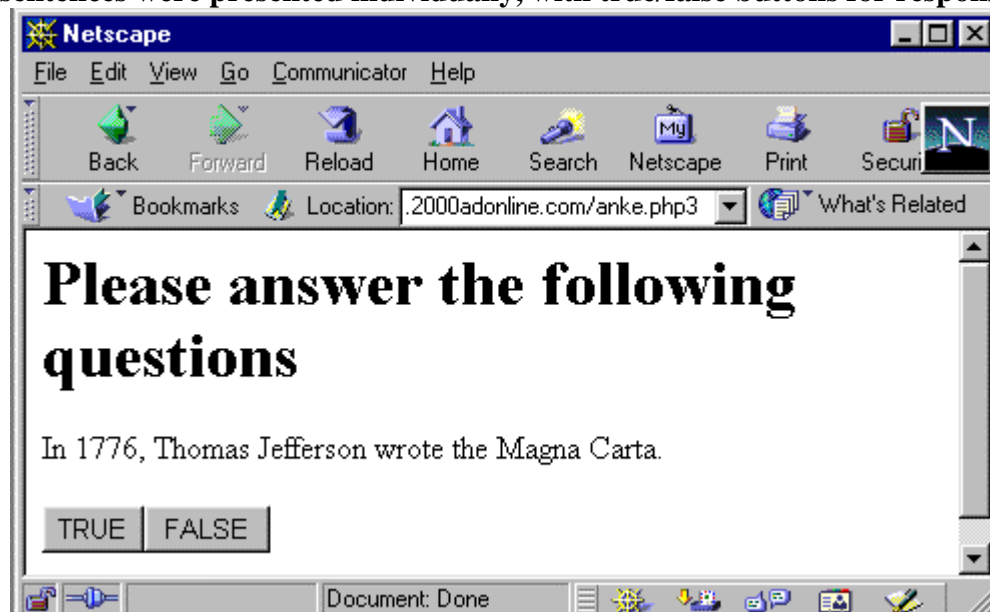 sentences were presented individually, with true/false buttons for
Netscape
File Edit View Go Communicator Help
Back Forward Reload Home Search Netscape Print Securi
My N
Bookmarks Location: .2000adonline.com/anke.php3 What's Related
Please answer the following
questions
In 1776, Thomas Jefferson wrote the Magna Carta.
TRUE FALSE
Document: Done